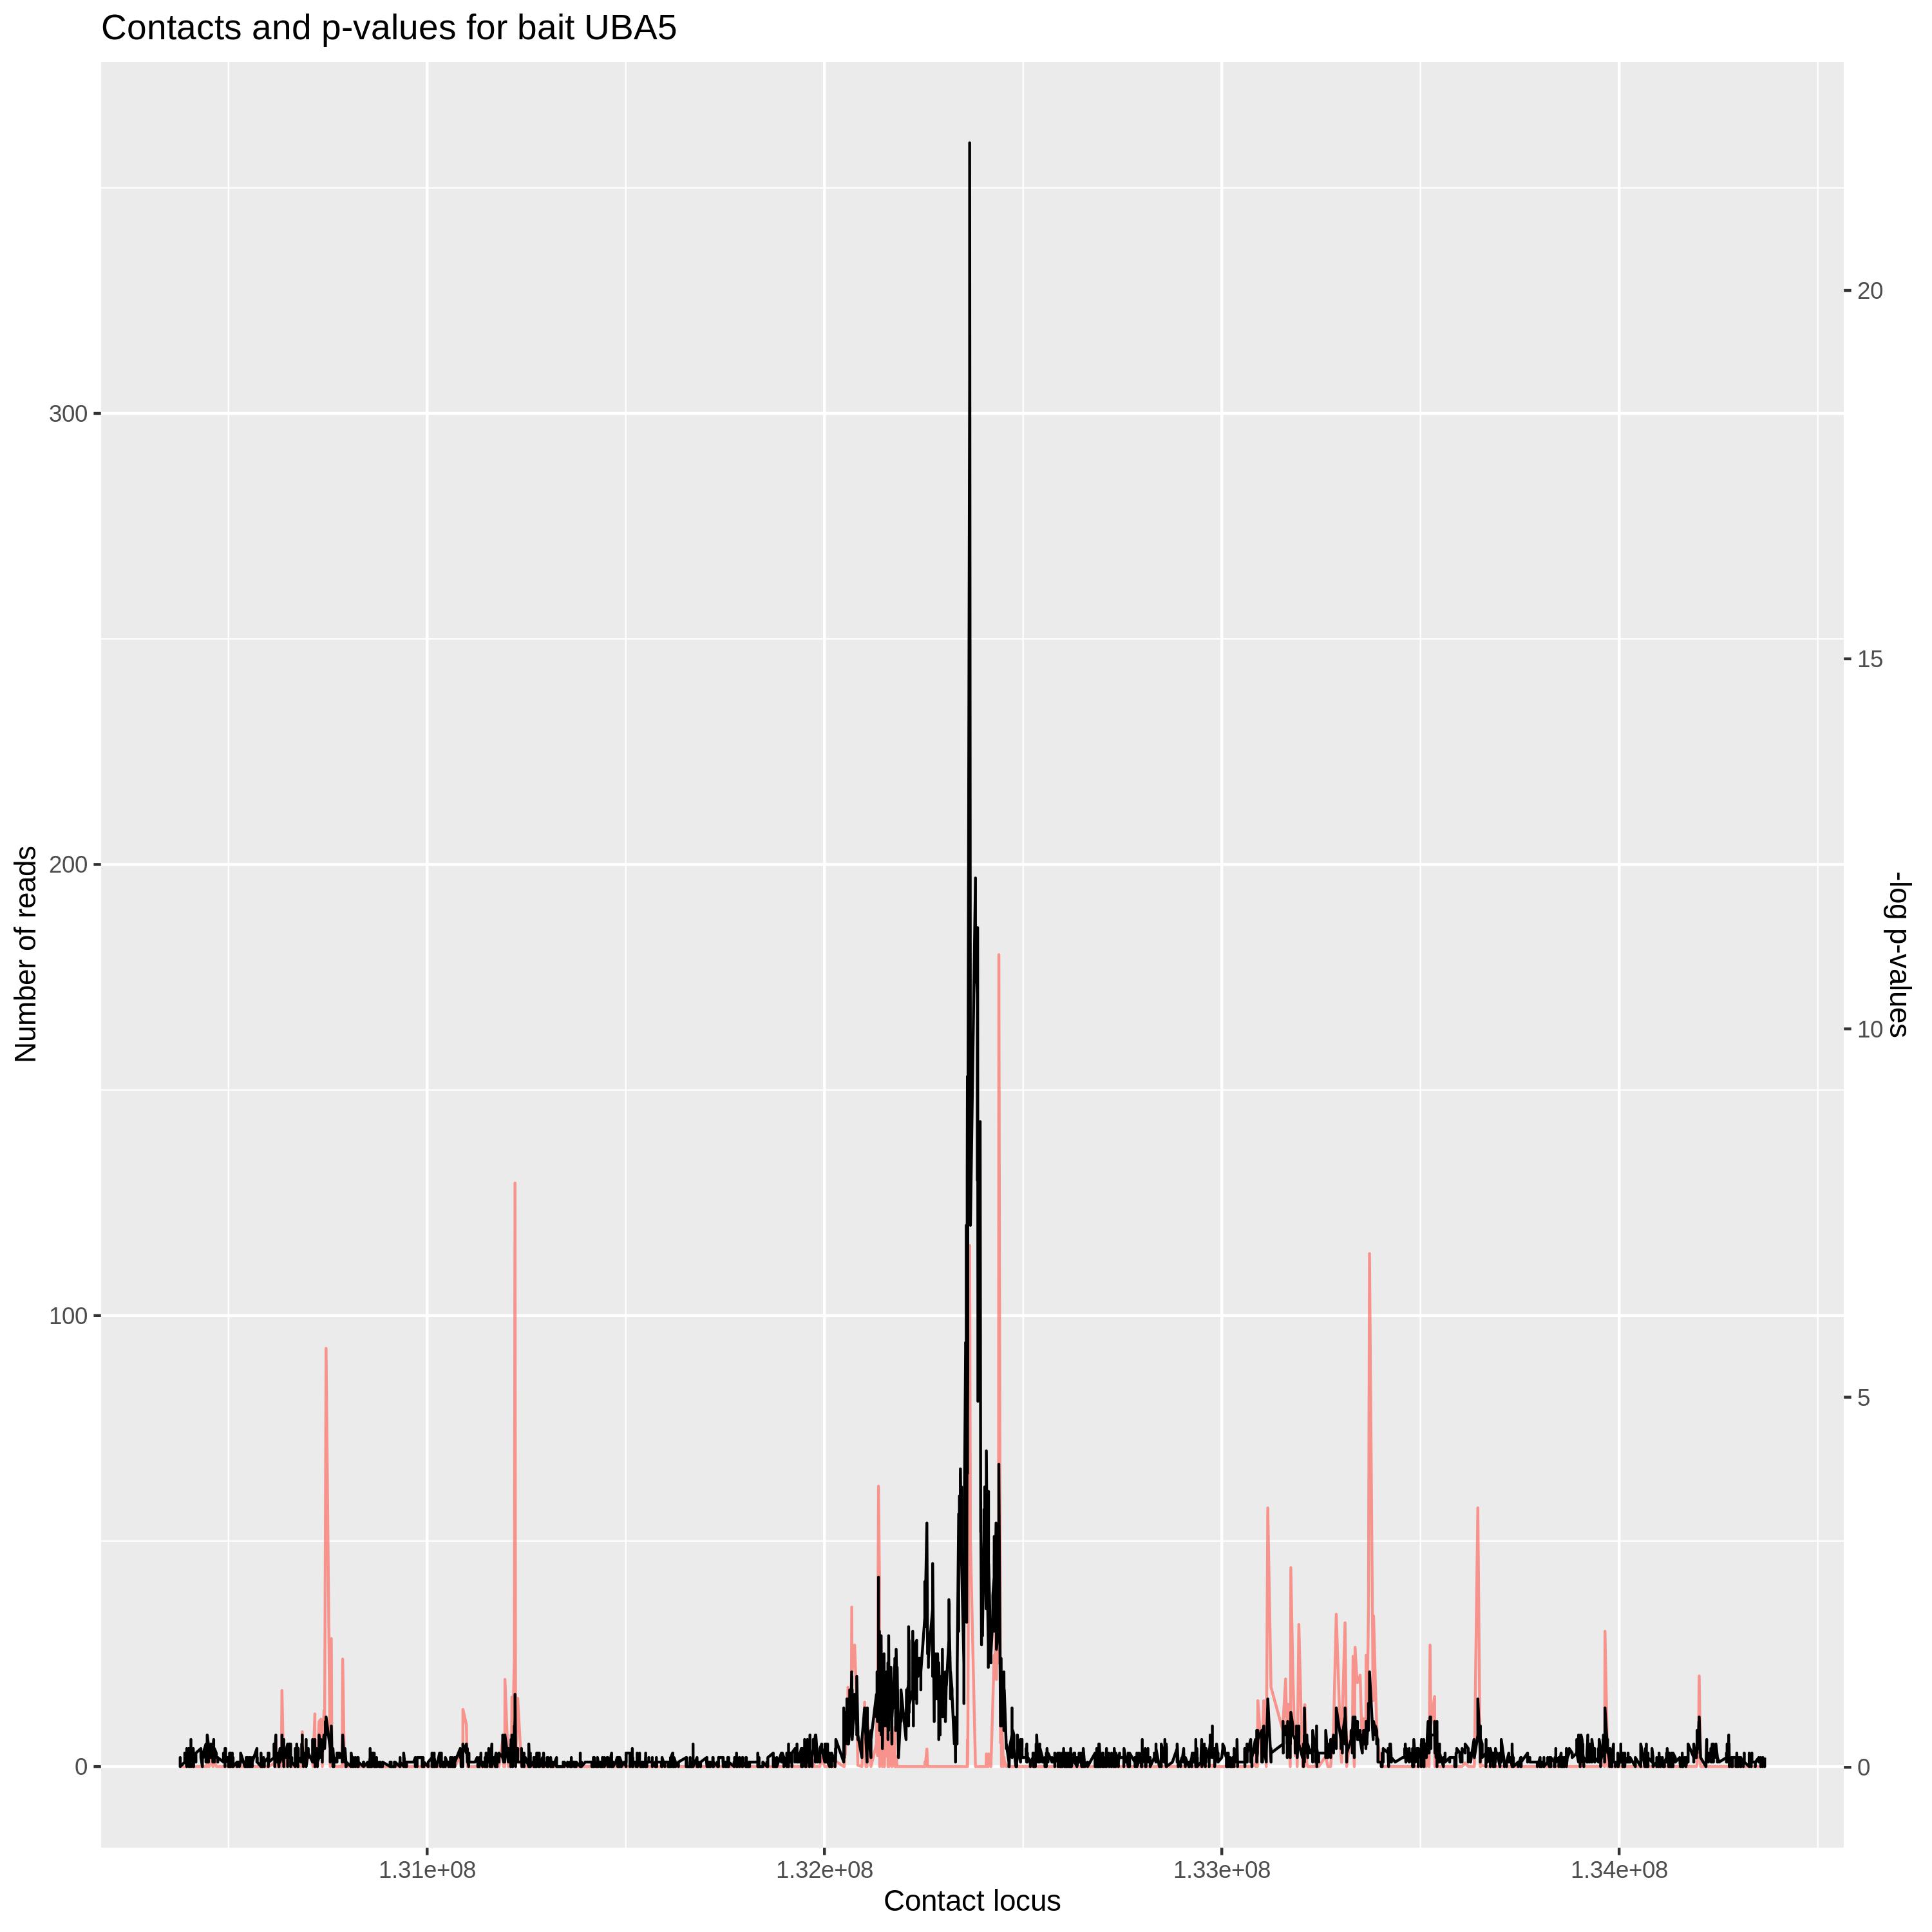 Contacts and p-values for bait UBA5
Number of reads
300
200
100
0
20
15
10
5
0
-log p-values
1.31e+08 1.32e+08 1.33e+08 1.34e+08
Contact locus